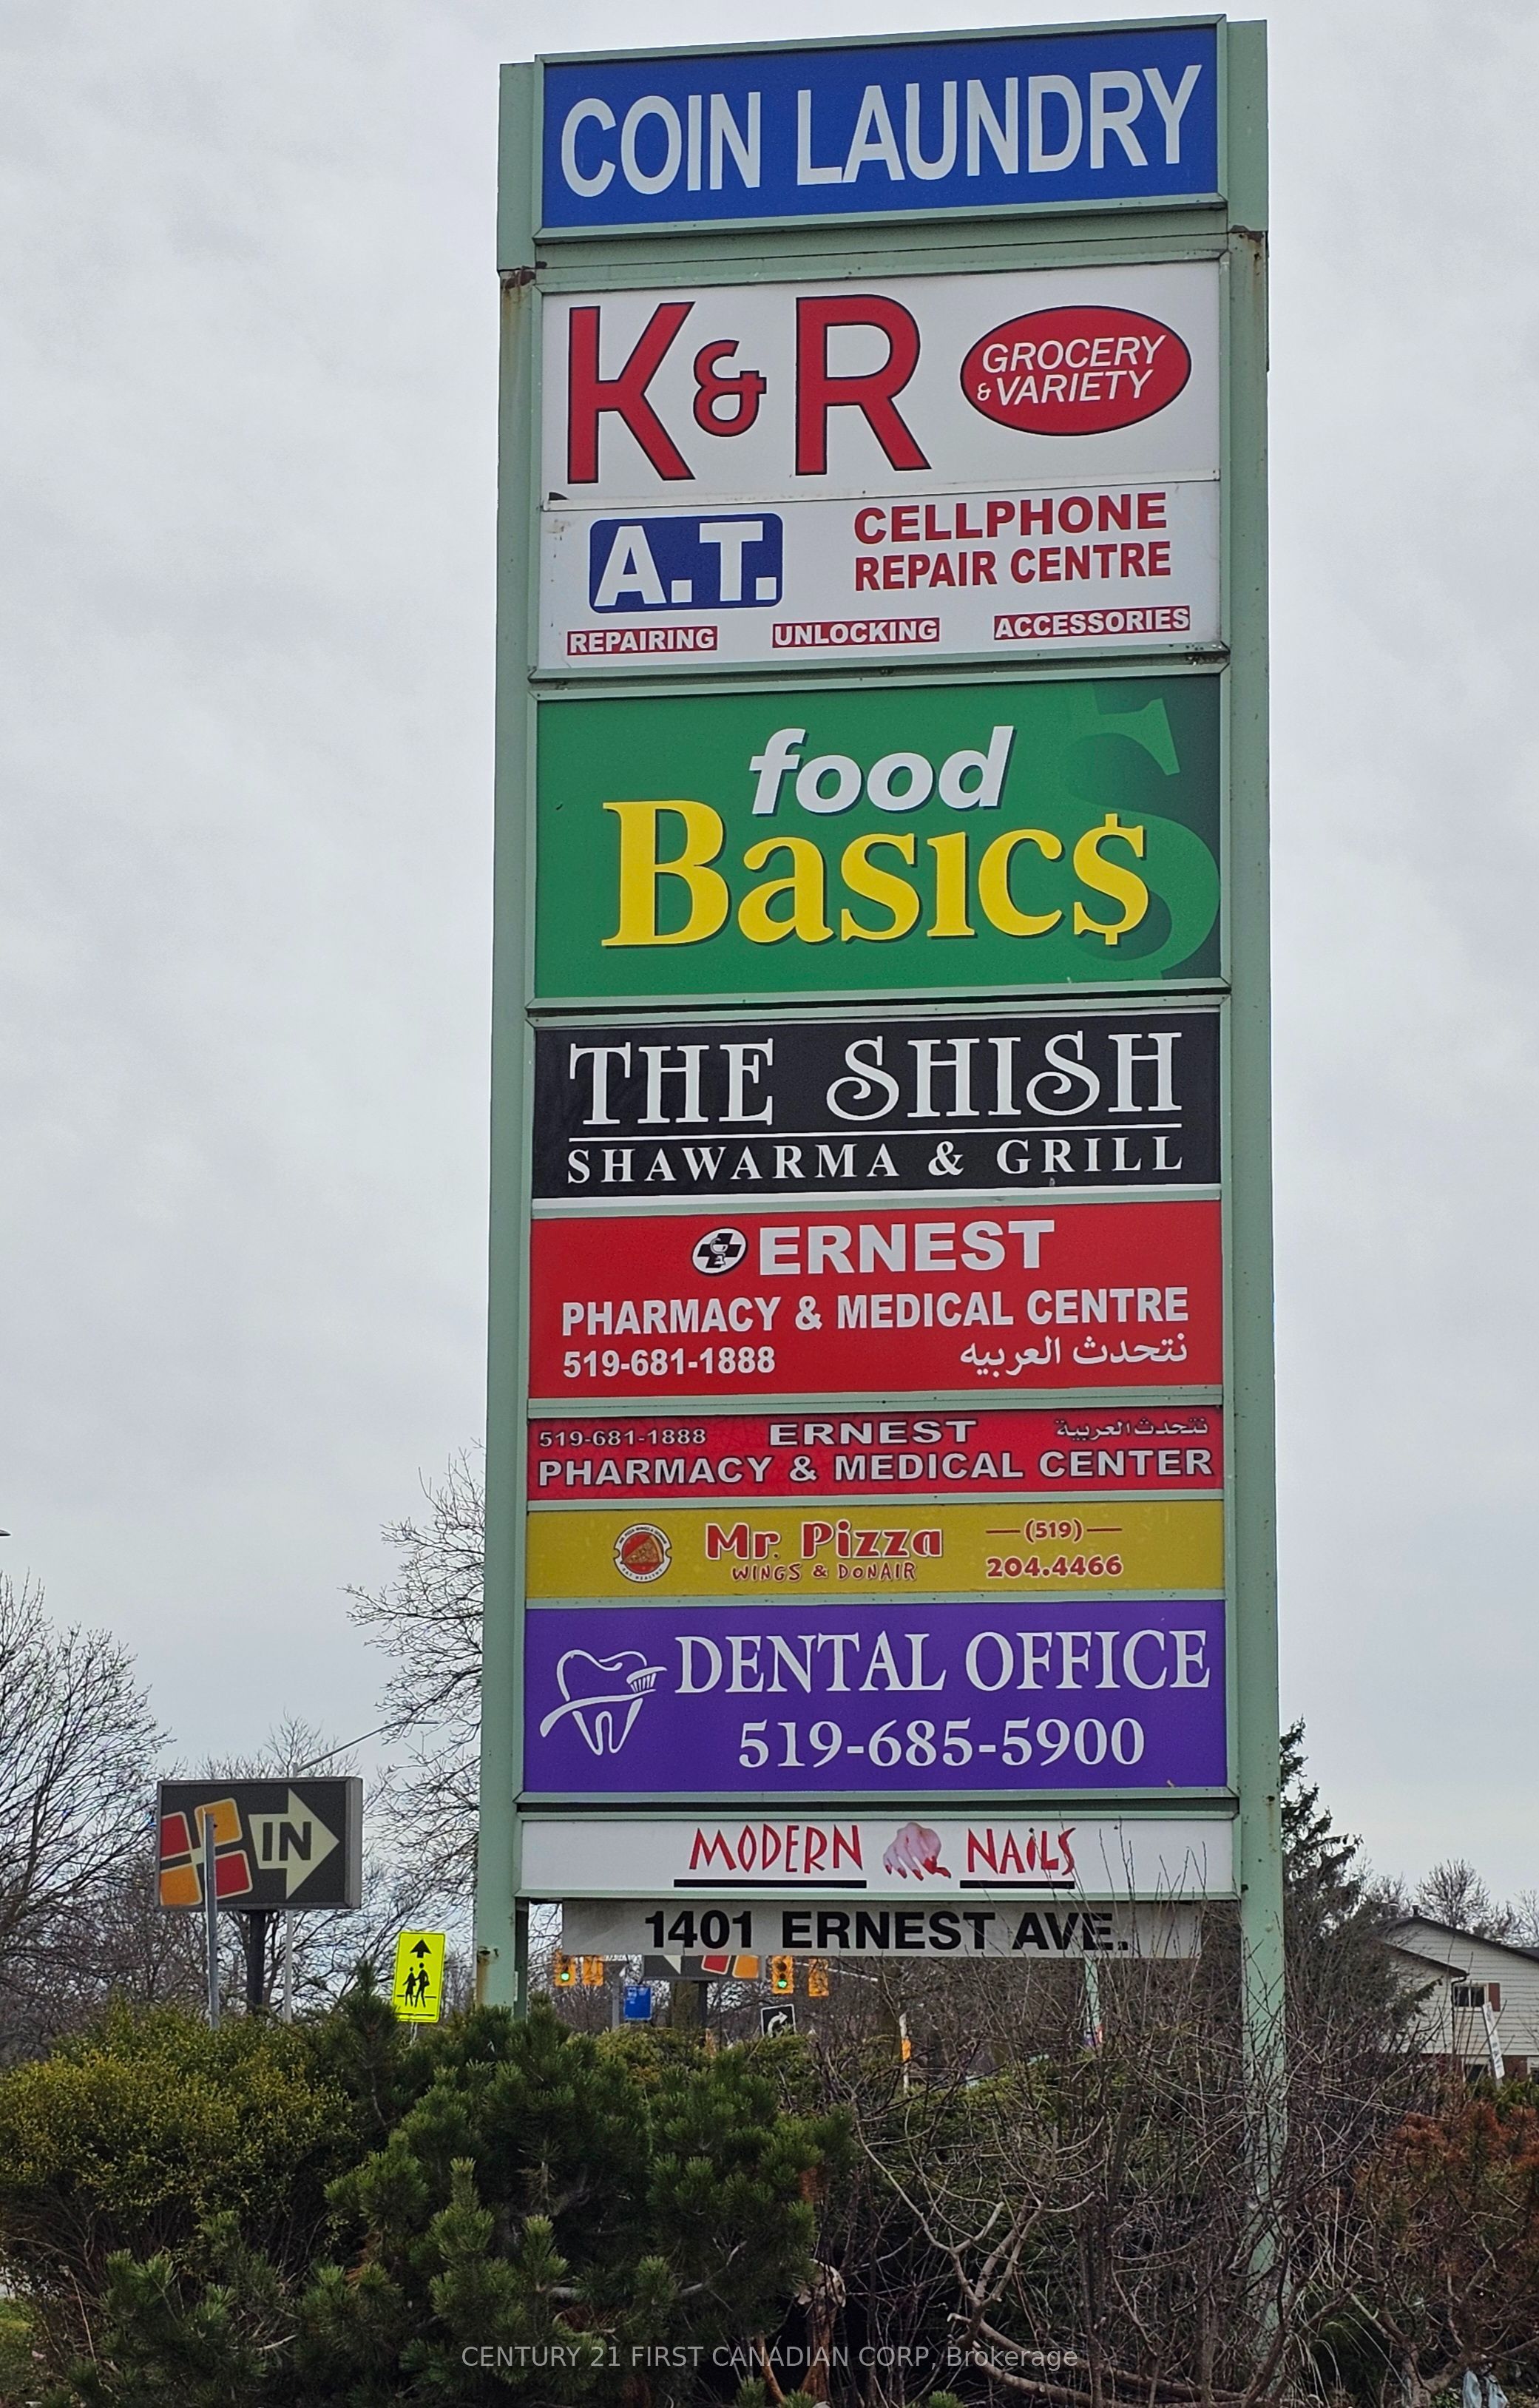 COIN LAUNDRY
K & R
GROCERY
& VARIETY
A.T.
CELLPHONE
REPAIR CENTRE
REPAIRING UNLOCKING ACCESSORIES
food
Basic$
THE SHISH
SHAWARMA & GRILL
ERNEST
PHARMACY & MEDICAL CENTRE
519-681-1888 نتحدث العربيه
519-681-1888 ERNEST نتحدث العربية
PHARMACY & MEDICAL CENTER
Mr. Pizza
WINGS & DONAIR
(519)
204.4466
DENTAL OFFICE
519-685-5900
IN
MODERN NAILS
1401 ERNEST AVE.
CENTURY 21 FIRST CANADIAN CORP, Brokerage